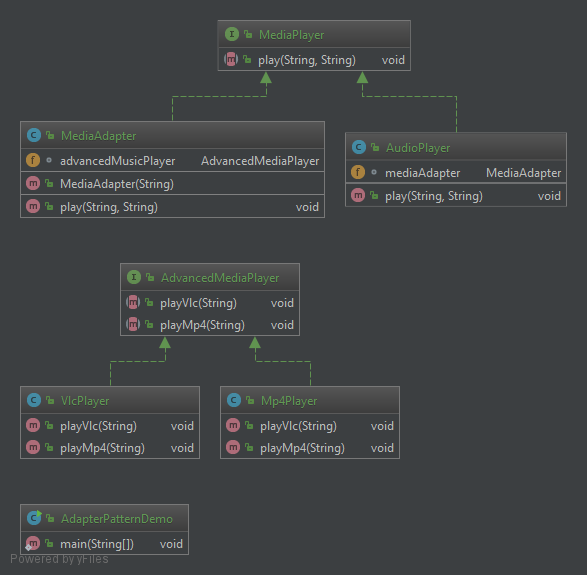 MediaPlayer
play(String, String) void
MediaAdapter
advancedMusicPlayer AdvancedMediaPlayer
MediaAdapter(String)
play(String, String) void
AudioPlayer
mediaAdapter MediaAdapter
play(String, String) void
AdvancedMediaPlayer
playVlc(String) void
playMp4(String) void
VlcPlayer
playVlc(String) void
playMp4(String) void
Mp4Player
playVlc(String) void
playMp4(String) void
AdapterPatternDemo
main(String[]) void
Powered by yFiles